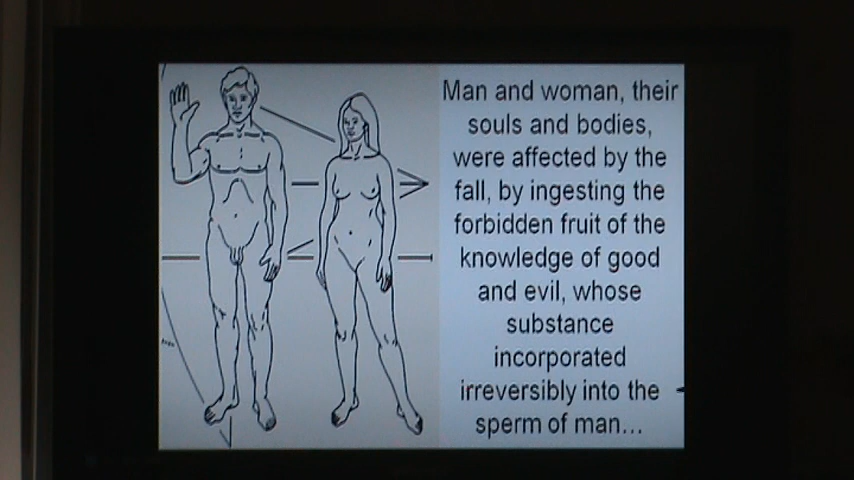 Man and woman, their
souls and bodies,
were affected by the
fall, by ingesting the
forbidden fruit of the
knowledge of good
and evil, whose
substance
incorporated
irreversibly into the
sperm of man...